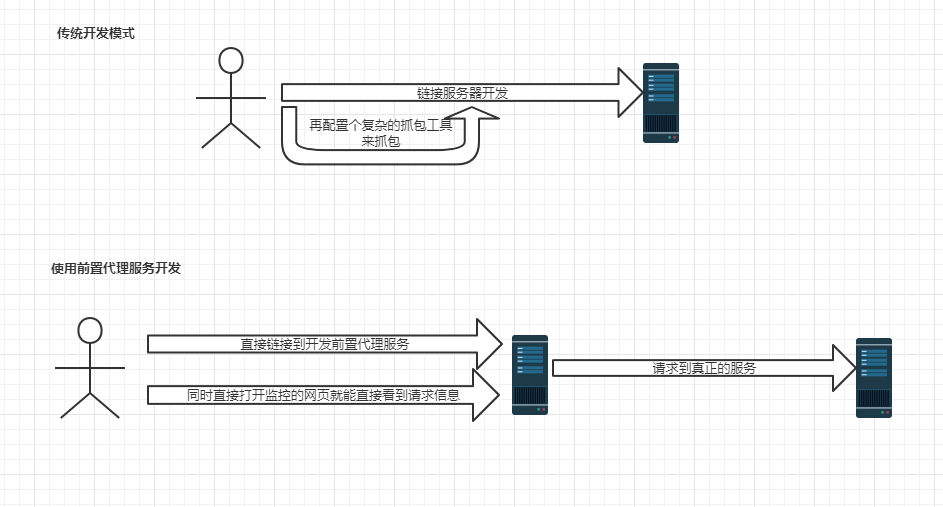 传统开发模式
链接服务器开发
再配置个复杂的抓包工具
来抓包
使用前置代理服务开发
直接链接到开发前置代理服务
请求到真正的服务
同时直接打开监控的网页就能直接看到请求信息